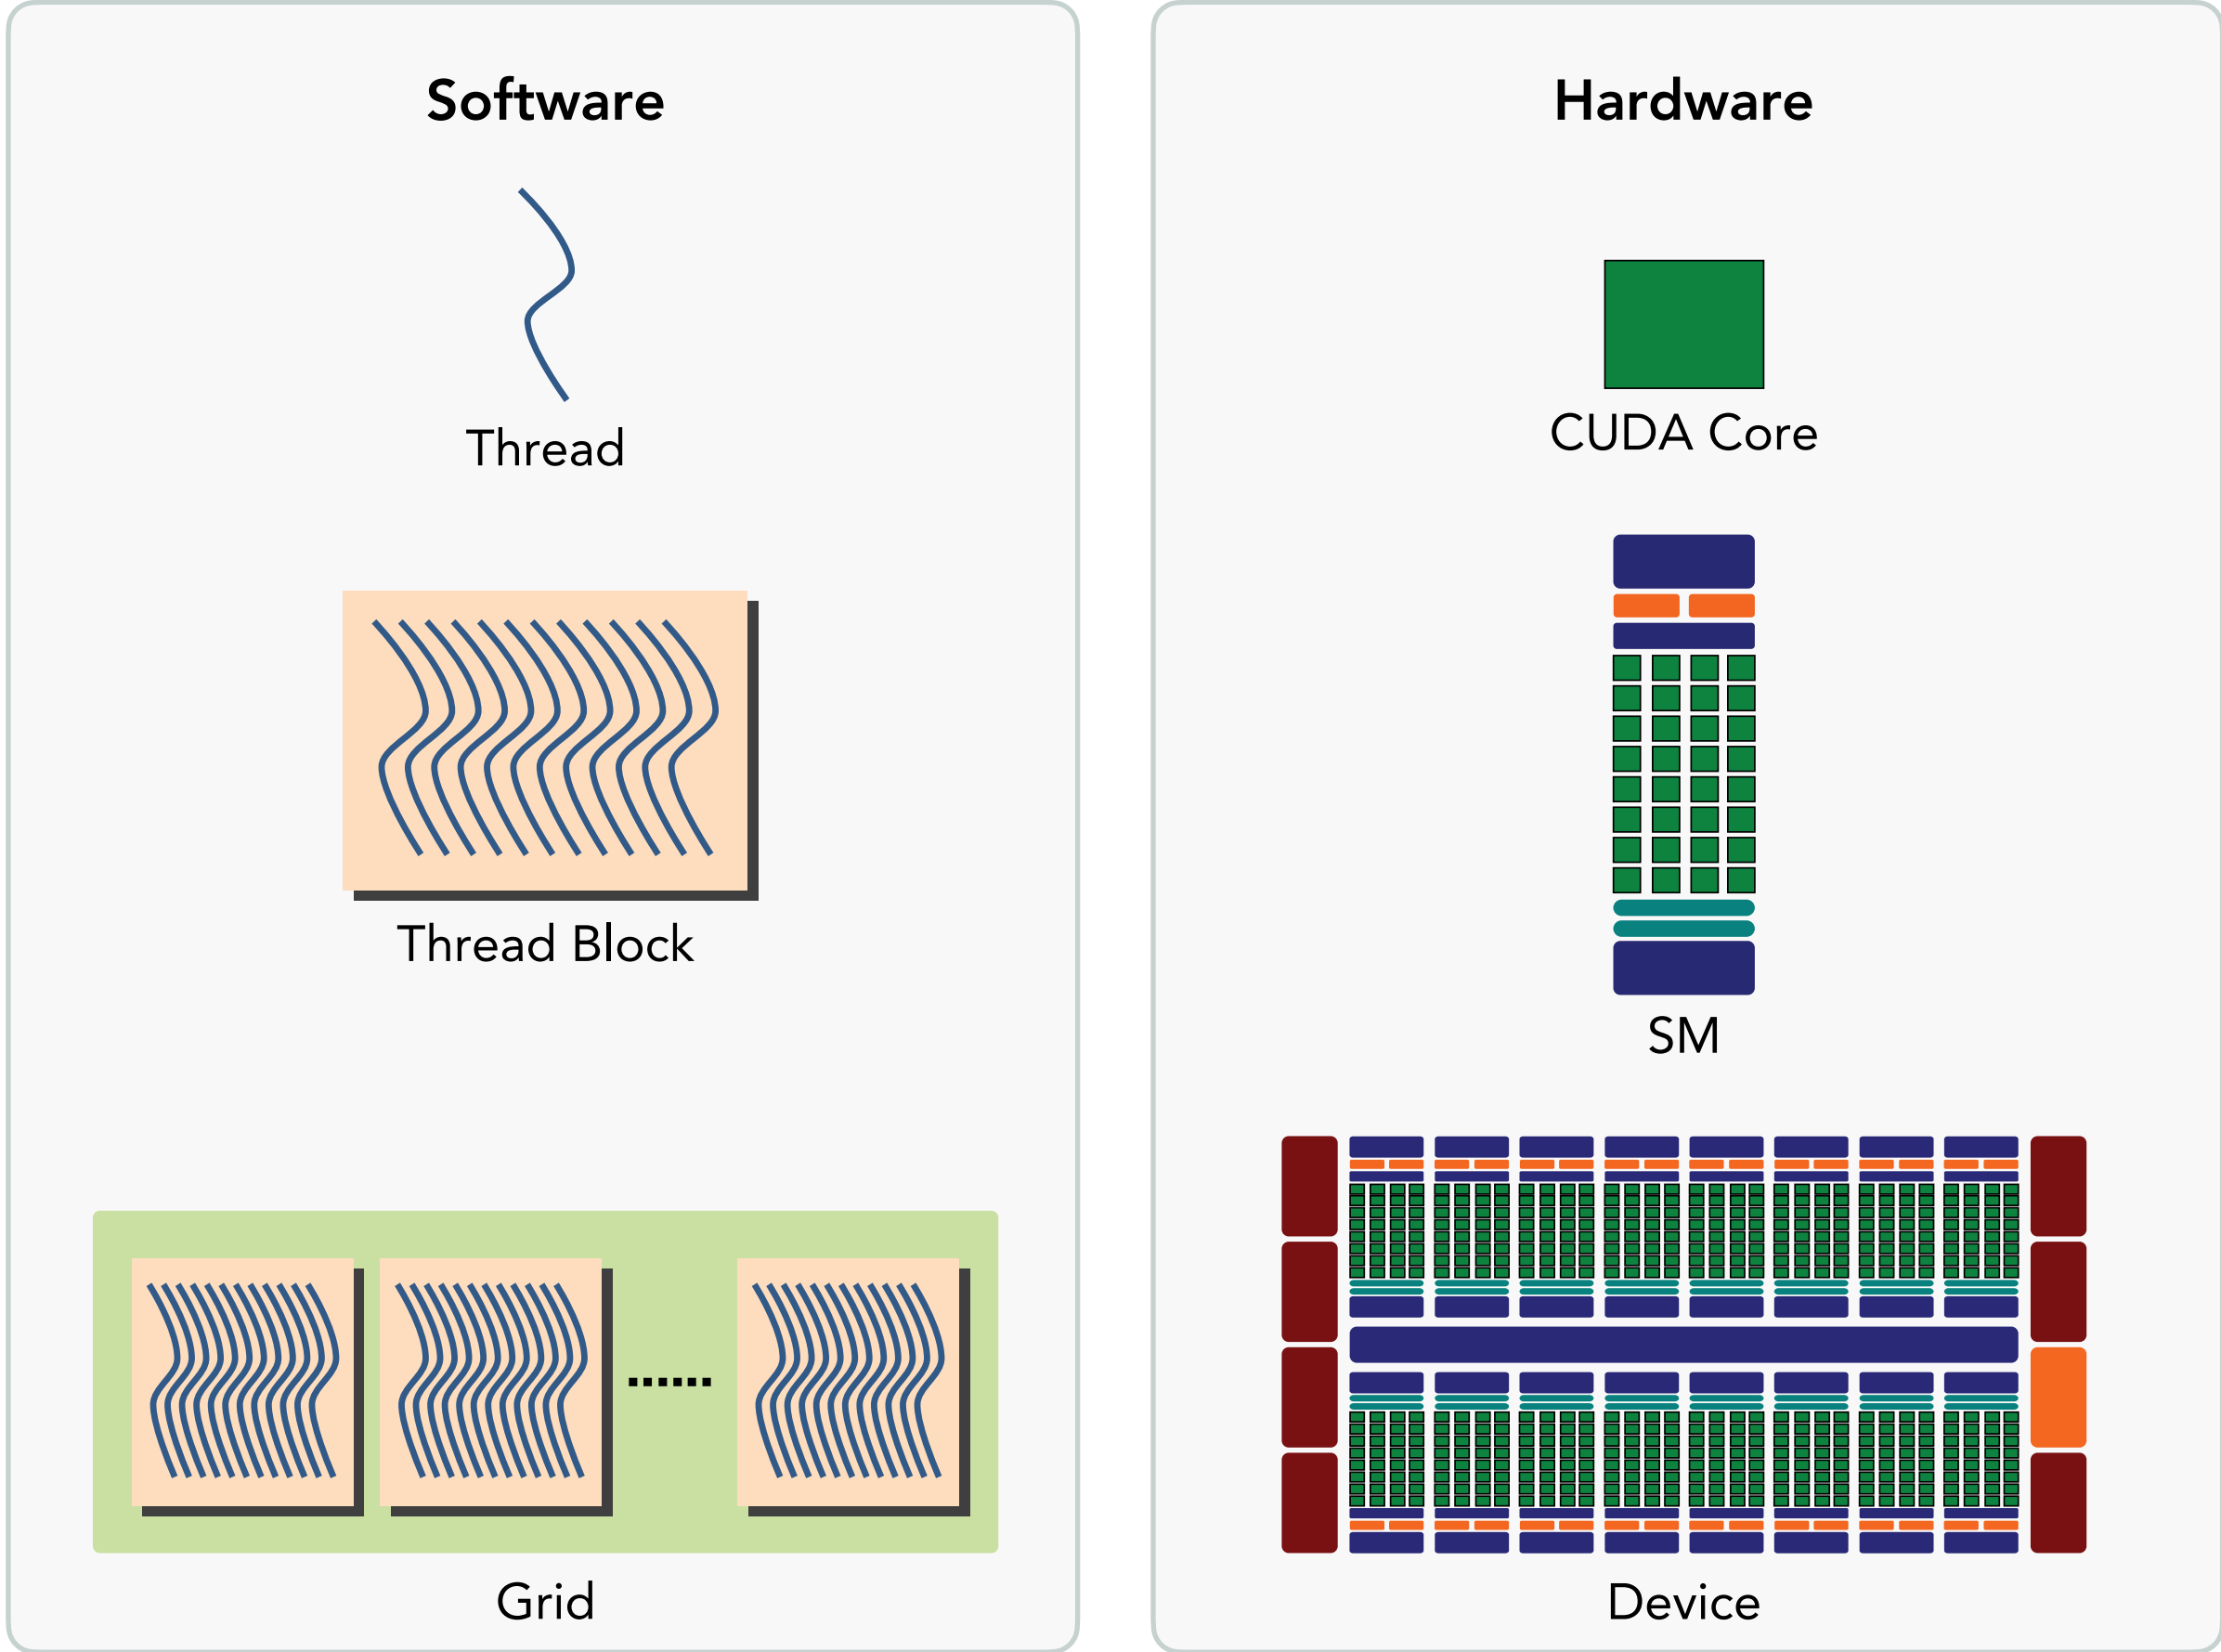 Software
Thread
Thread Block
Grid
Hardware
CUDA Core
SM
Device